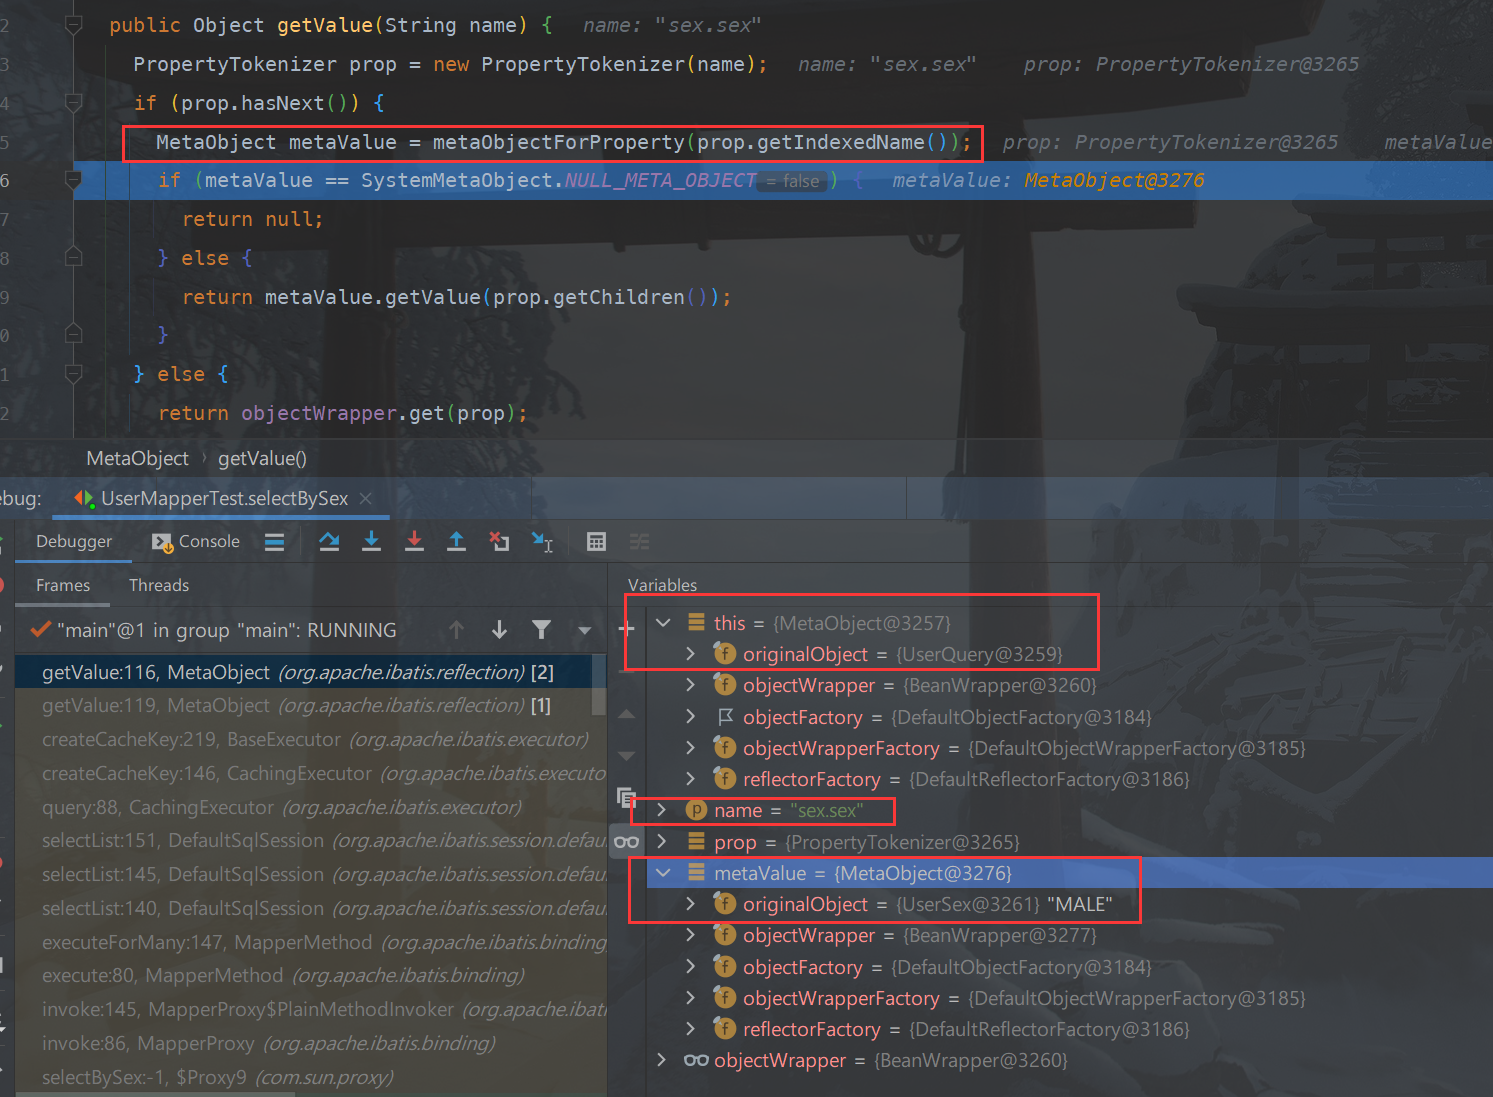 2 public Object getValue(String name) { name: "sex.sex"
3 PropertyTokenizer prop = new PropertyTokenizer(name); name: "sex.sex" prop: PropertyTokenizer@3265
4 if (prop.hasNext()) {
5 MetaObject metaValue = metaObjectForProperty(prop.getIndexedName()); prop: PropertyTokenizer@3265 metaValue
6 if (metaValue == SystemMetaObject.NULL_META_OBJECT = false ) { metaValue: MetaObject@3276
7 return null;
8 } else {
9 return metaValue.getValue(prop.getChildren());
0 }
1 } else {
2 return objectWrapper.get(prop);
MetaObject › getValue()
ebug: UserMapperTest.selectBySex ×
Debugger Console
Frames Threads
"main"@1 in group "main": RUNNING
getValue:116, MetaObject (org.apache.ibatis.reflection) [2]
getValue:119, MetaObject (org.apache.ibatis.reflection) [1]
createCacheKey:219, BaseExecutor (org.apache.ibatis.executor)
createCacheKey:146, CachingExecutor (org.apache.ibatis.executo
query:88, CachingExecutor (org.apache.ibatis.executor)
selectList:151, DefaultSqlSession (org.apache.ibatis.session.defau
selectList:145, DefaultSqlSession (org.apache.ibatis.session.defau
selectList:140, DefaultSqlSession (org.apache.ibatis.session.defau
executeForMany:147, MapperMethod (org.apache.ibatis.binding
execute:80, MapperMethod (org.apache.ibatis.binding)
invoke:145, MapperProxy$PlainMethodInvoker (org.apache.ibati
invoke:86, MapperProxy (org.apache.ibatis.binding)
selectBySex:-1, $Proxy9 (com.sun.proxy)
Variables
this = {MetaObject@3257}
f originalObject = {UserQuery@3259}
f objectWrapper = {BeanWrapper@3260}
objectFactory = {DefaultObjectFactory@3184}
f objectWrapperFactory = {DefaultObjectWrapperFactory@3185}
f reflectorFactory = {DefaultReflectorFactory@3186}
p name = "sex.sex"
prop = {PropertyTokenizer@3265}
metaValue = {MetaObject@3276}
f originalObject = {UserSex@3261} "MALE"
f objectWrapper = {BeanWrapper@3277}
f objectFactory = {DefaultObjectFactory@3184}
f objectWrapperFactory = {DefaultObjectWrapperFactory@3185}
f reflectorFactory = {DefaultReflectorFactory@3186}
objectWrapper = {BeanWrapper@3260}